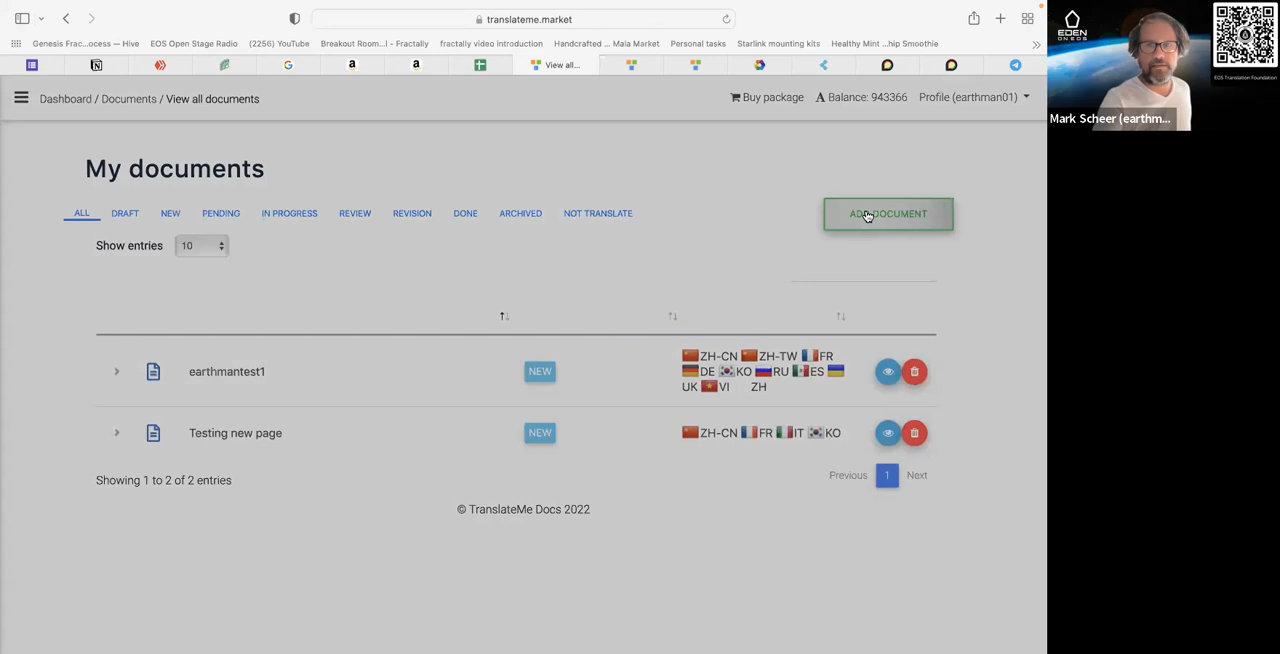 translateme.market
Genesis Frac...ocess — Hive
EOS Open Stage Radio
(2256) YouTube
Breakout Room...l - Fractally
fractally video introduction
Handcrafted ... Maia Market
Personal tasks
Starlink mounting kits
Healthy Mint ...hip Smoothie
View all...
Dashboard / Documents / View all documents
Buy package
Balance: 943366
Profile (earthman01)
My documents
ALL
DRAFT
NEW
PENDING
IN PROGRESS
REVIEW
REVISION
DONE
ARCHIVED
NOT TRANSLATE
ADD DOCUMENT
Show entries
10
earthmantest1
NEW
ZH-CN ZH-TW FR
DE KO RU ES
UK VI ZH
Testing new page
NEW
ZH-CN FR IT KO
Showing 1 to 2 of 2 entries
Previous
1
Next
© TranslateMe Docs 2022
EDEN
ON EOS
EOS Translation Foundation
Mark Scheer (earthm...